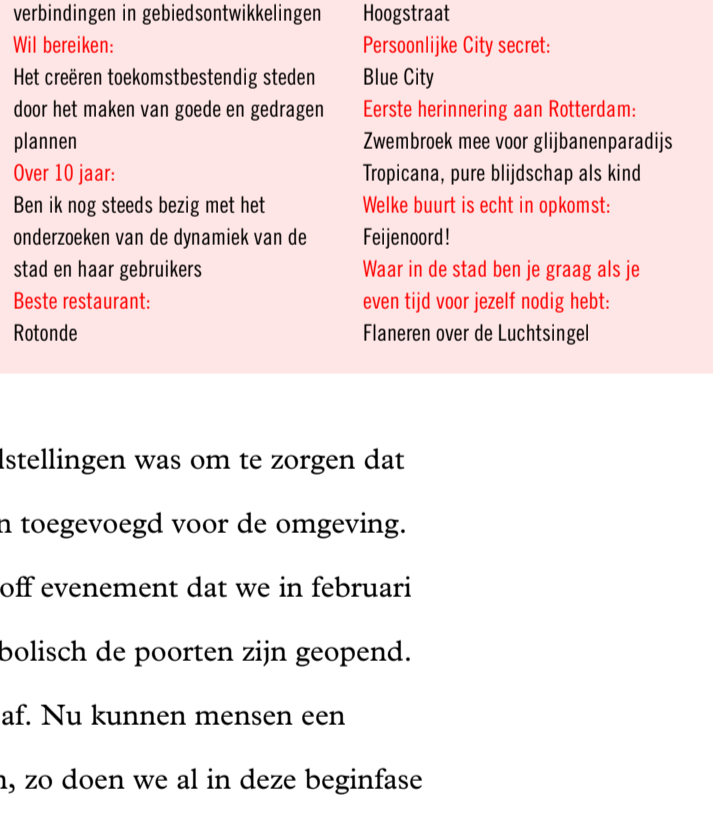 verbindingen in gebiedsontwikkelingen
Wil bereiken:
Het creëren toekomstbestendig steden
door het maken van goede en gedragen
plannen
Over 10 jaar:
Ben ik nog steeds bezig met het
onderzoeken van de dynamiek van de
stad en haar gebruikers
Beste restaurant:
Rotonde
Hoogstraat
Persoonlijke City secret:
Blue City
Eerste herinnering aan Rotterdam:
Zwembroek mee voor glijbanenparadijs
Tropicana, pure blijdschap als kind
Welke buurt is echt in opkomst:
Feijenoord!
Waar in de stad ben je graag als je
even tijd voor jezelf nodig hebt:
Flaneren over de Luchtsingel
lstellingen was om te zorgen dat
n toegevoegd voor de omgeving.
off evenement dat we in februari
bolisch de poorten zijn geopend.
af. Nu kunnen mensen een
n, zo doen we al in deze beginfase